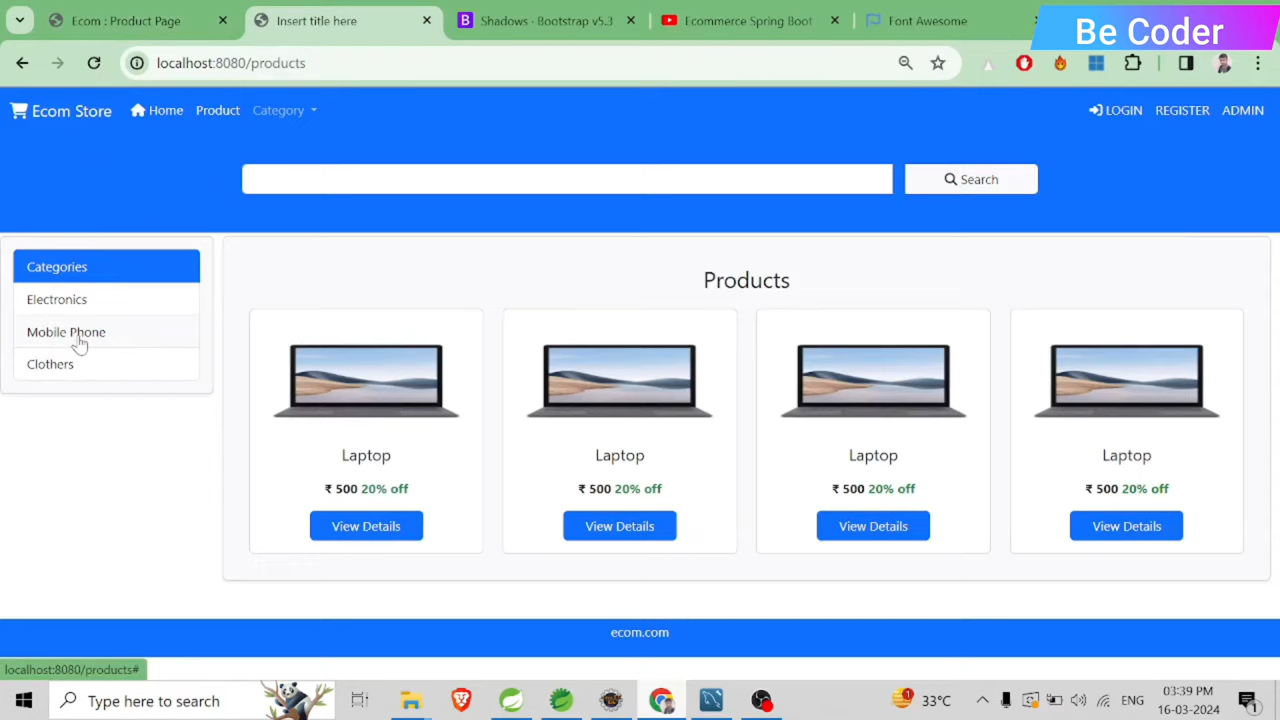 Ecom : Product Page
Insert title here
Shadows · Bootstrap v5.3
Ecommerce Spring Boot
Font Awesome
Be Coder
localhost:8080/products
Ecom Store
Home
Product
Category
LOGIN
REGISTER
ADMIN
Search
Categories
Electronics
Mobile Phone
Clothers
Products
Laptop
₹ 500 20% off
View Details
Laptop
₹ 500 20% off
View Details
Laptop
₹ 500 20% off
View Details
Laptop
₹ 500 20% off
View Details
ecom.com
localhost:8080/products#
Type here to search
1
33°C
ENG
03:39 PM
16-03-2024
1